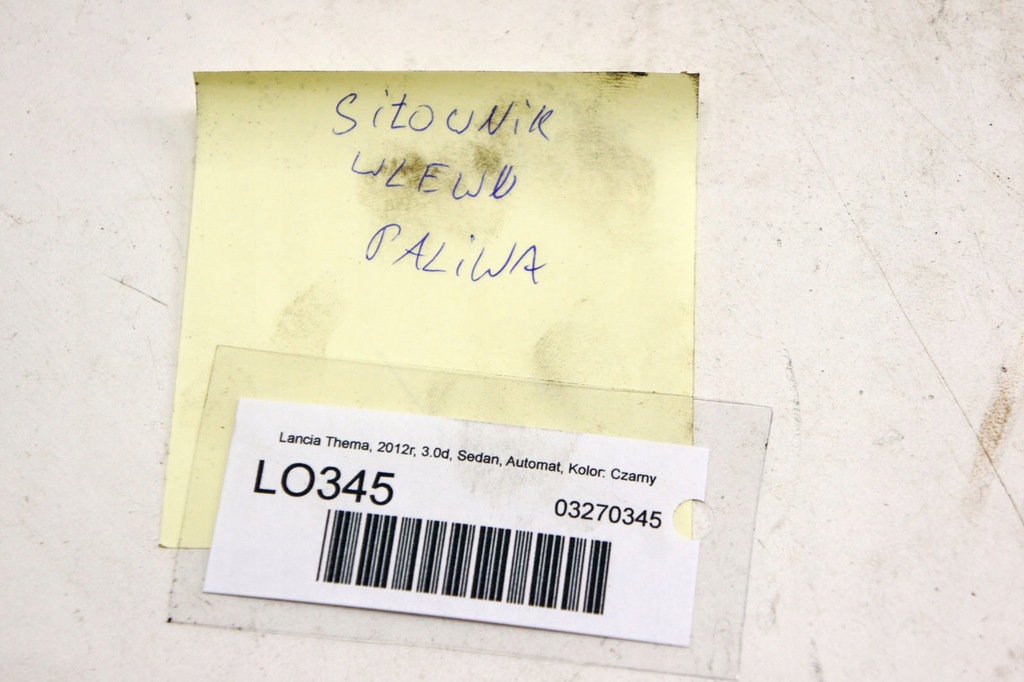 SiłOWNiK
WLEWU
PALiWA
Lancia Thema, 2012r, 3.0d, Sedan, Automat, Kolor: Czarny
LO345
03270345